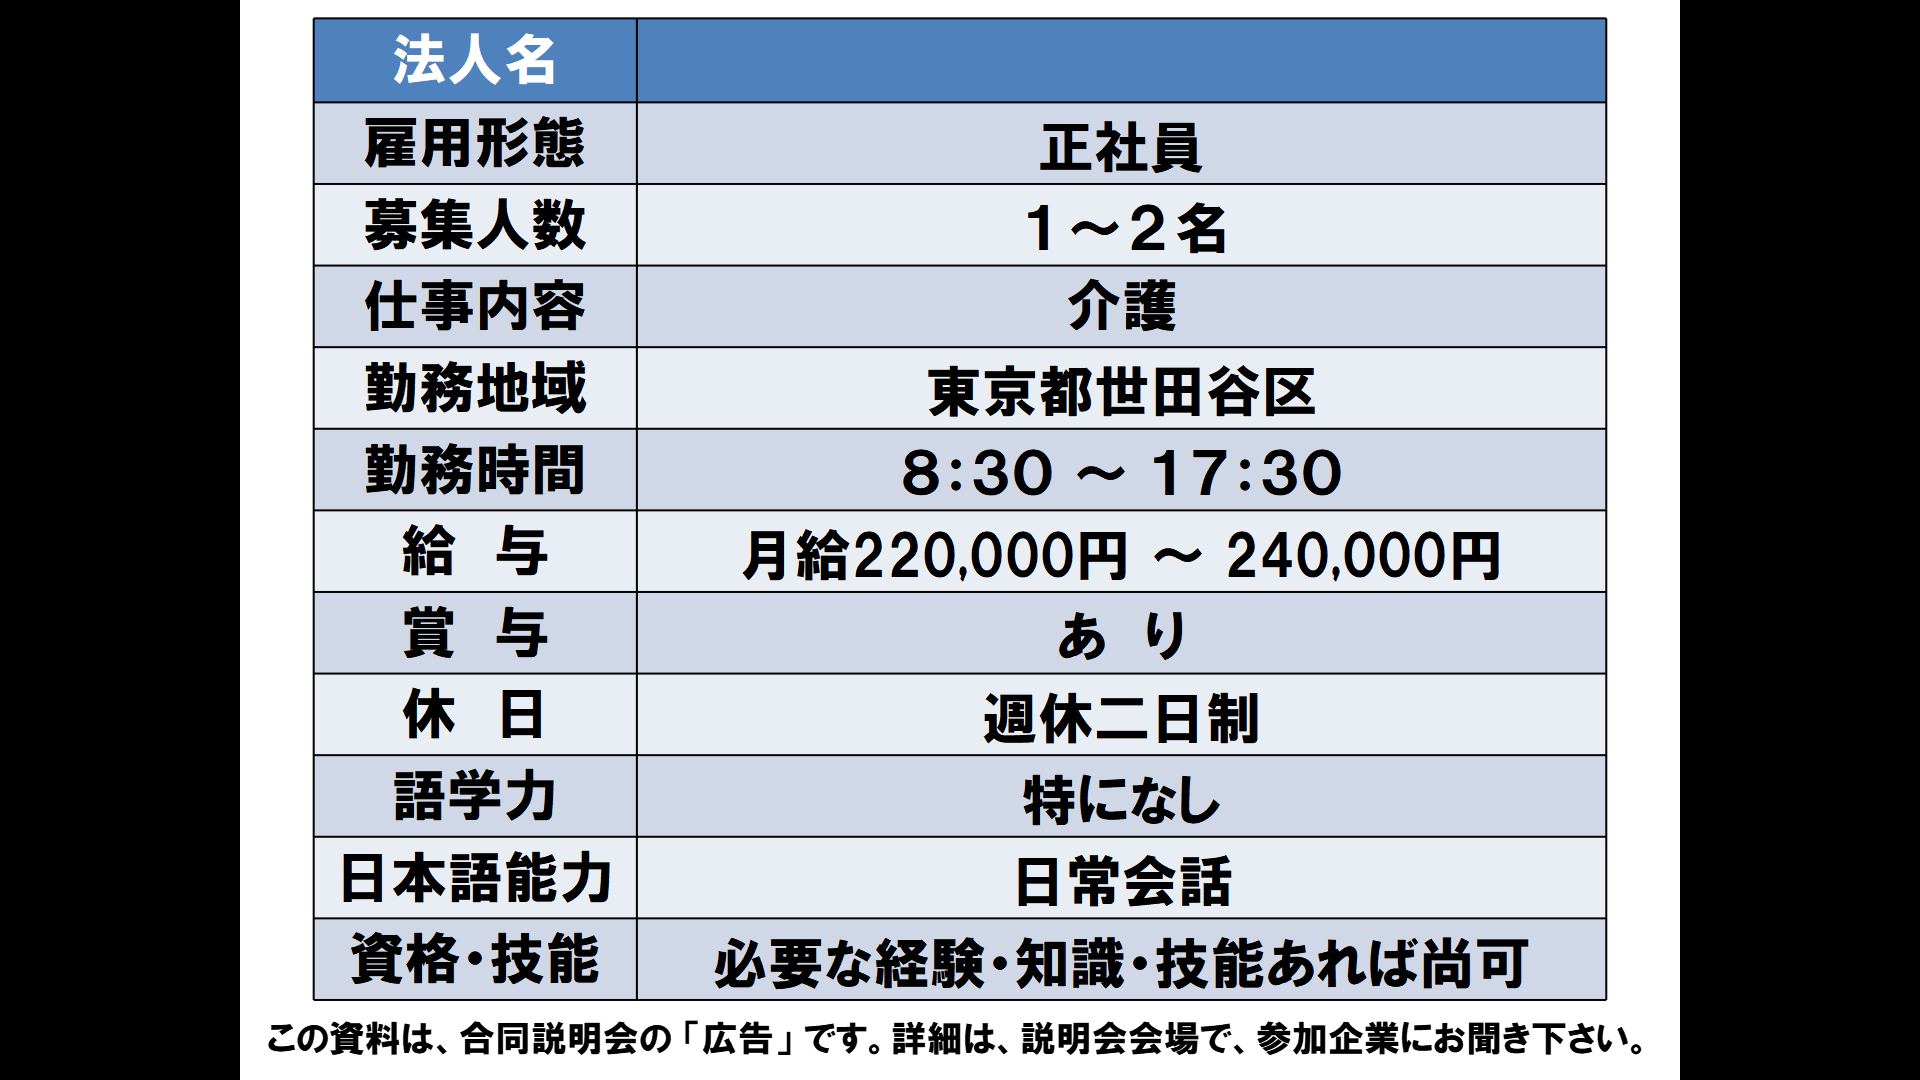 法人名
雇用形態 正社員
募集人数 1～2名
仕事内容 介護
勤務地域 東京都世田谷区
勤務時間 8:30 ～ 17:30
給 与 月給220,000円 ～ 240,000円
賞 与 あ り
休 日 週休二日制
語学力 特になし
日本語能力 日常会話
資格・技能 必要な経験・知識・技能あれば尚可
この資料は、合同説明会の「広告」です。詳細は、説明会会場で、参加企業にお聞き下さい。